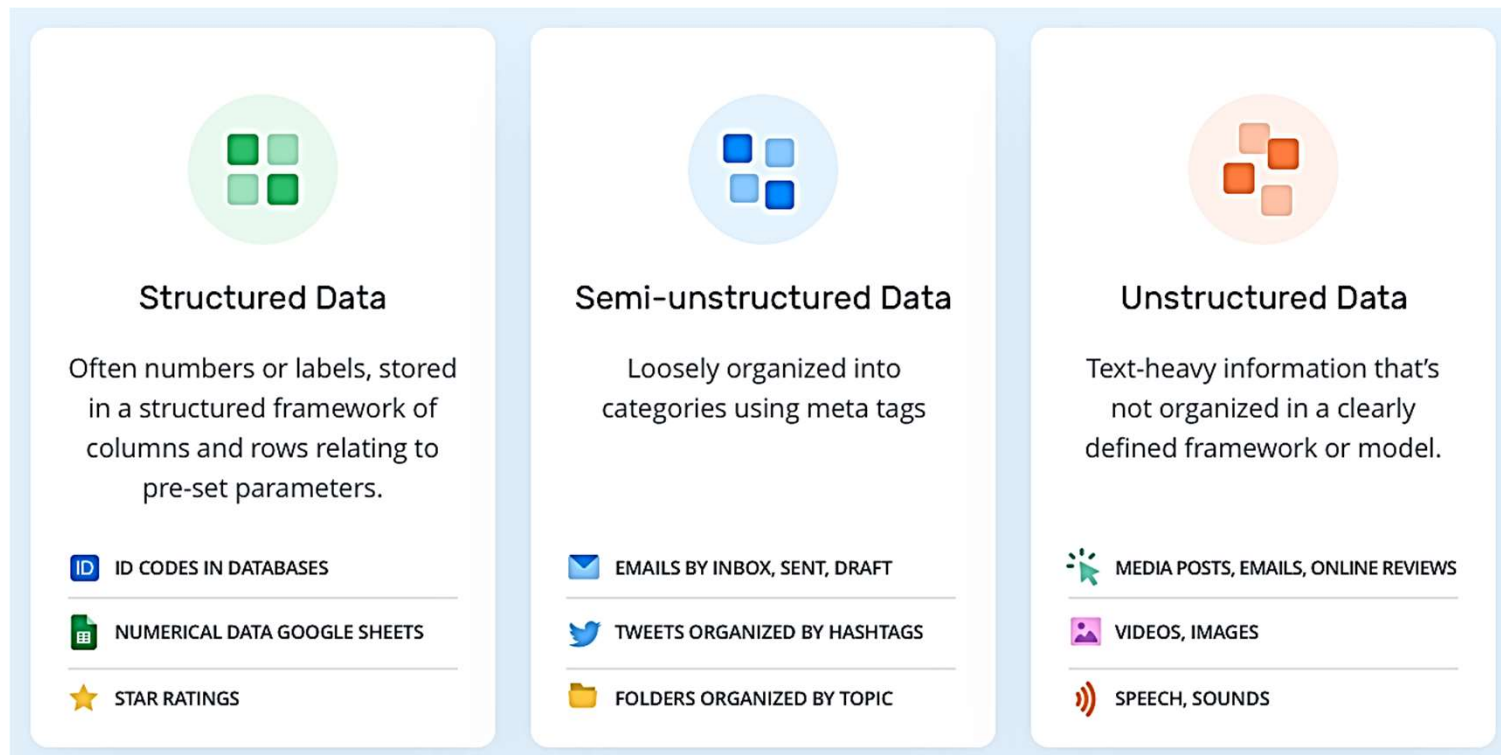 Structured Data
Often numbers or labels, stored
in a structured framework of
columns and rows relating to
pre-set parameters.
ID
ID CODES IN DATABASES
NUMERICAL DATA GOOGLE SHEETS
STAR RATINGS
Semi-unstructured Data
Loosely organized into
categories using meta tags
EMAILS BY INBOX, SENT, DRAFT
TWEETS ORGANIZED BY HASHTAGS
FOLDERS ORGANIZED BY TOPIC
Unstructured Data
Text-heavy information that’s
not organized in a clearly
defined framework or model.
MEDIA POSTS, EMAILS, ONLINE REVIEWS
VIDEOS, IMAGES
SPEECH, SOUNDS